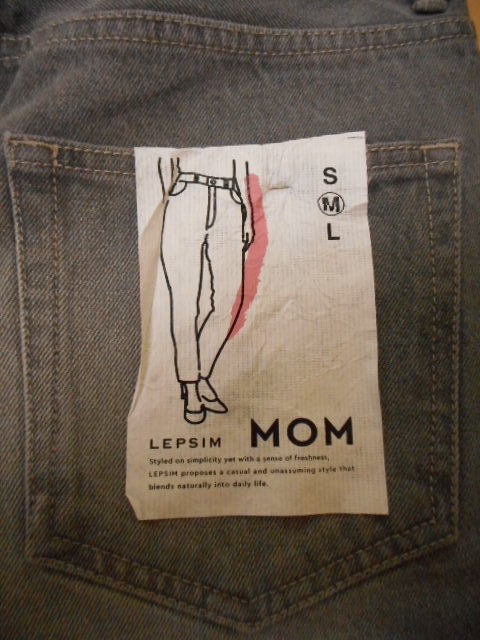 S
M
L
LEPSIM MOM
Styled on simplicity yet with a sense of freshness,
LEPSIM proposes a casual and unassuming style that
blends naturally into daily life.